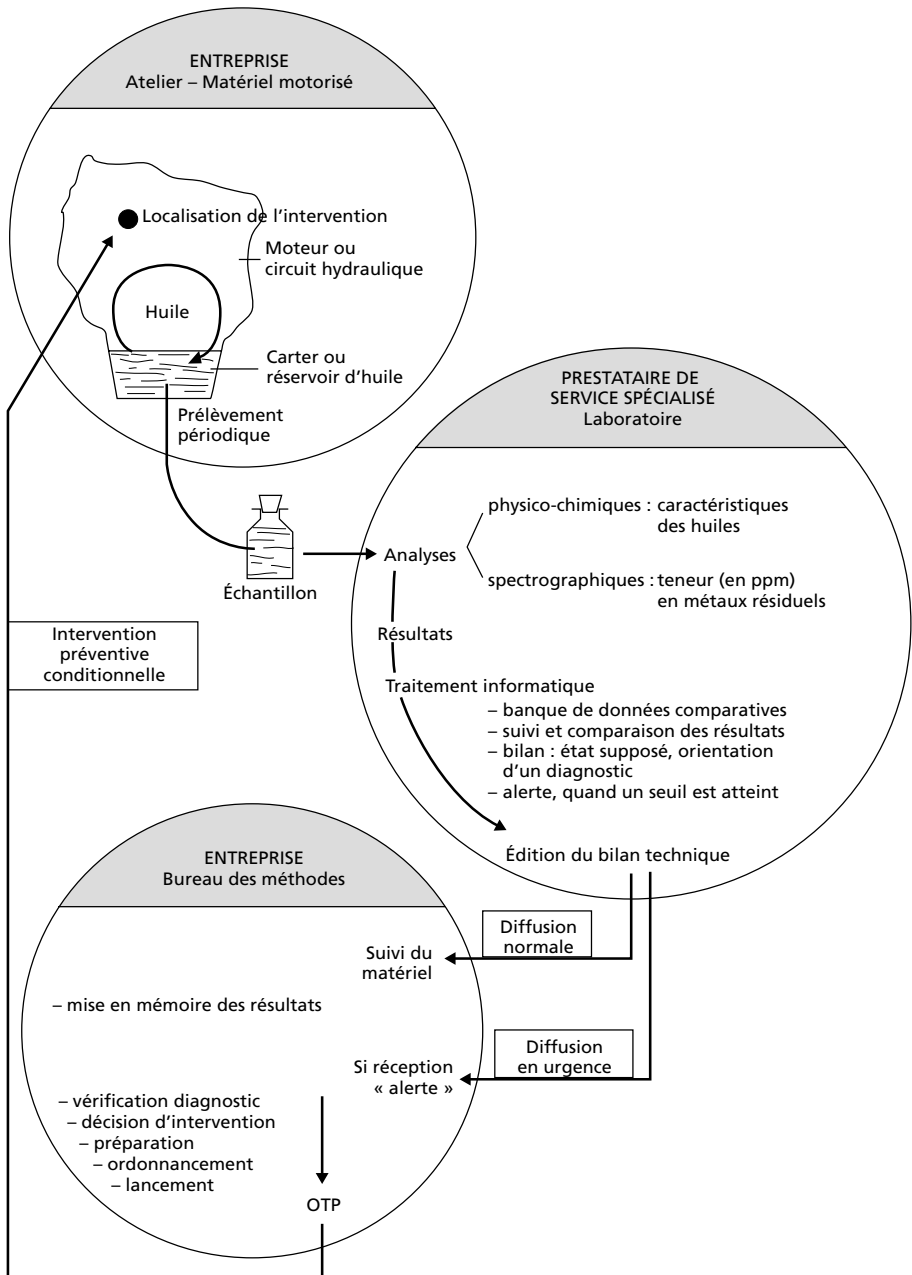 ENTREPRISE
Atelier – Matériel motorisé
Localisation de l'intervention
Moteur ou
circuit hydraulique
Huile
Carter ou
réservoir d'huile
Prélèvement
périodique
Échantillon
PRESTATAIRE DE
SERVICE SPÉCIALISÉ
Laboratoire
physico-chimiques : caractéristiques
des huiles
Analyses
spectrographiques : teneur (en ppm)
en métaux résiduels
Résultats
Traitement informatique
– banque de données comparatives
– suivi et comparaison des résultats
– bilan : état supposé, orientation
d'un diagnostic
– alerte, quand un seuil est atteint
Édition du bilan technique
Intervention
préventive
conditionnelle
ENTREPRISE
Bureau des méthodes
Diffusion
normale
Suivi du
matériel
– mise en mémoire des résultats
Diffusion
en urgence
Si réception
« alerte »
– vérification diagnostic
– décision d'intervention
– préparation
– ordonnancement
– lancement
OTP